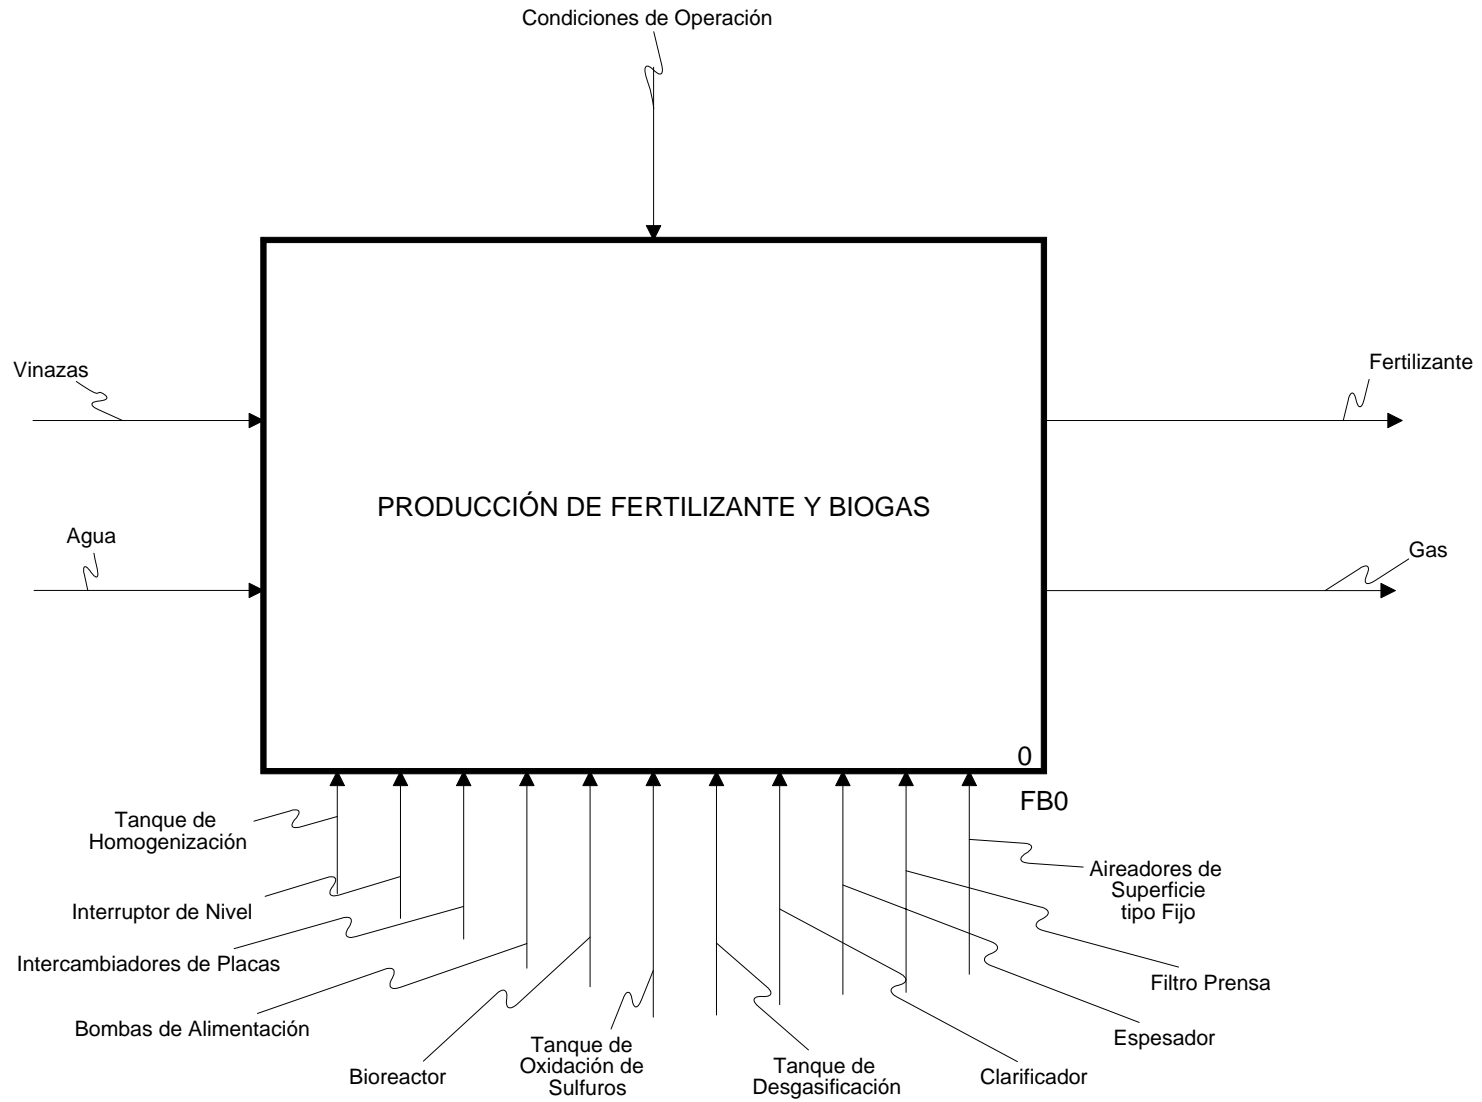 Condiciones de Operación
Vinazas
Fertilizante
PRODUCCIÓN DE FERTILIZANTE Y BIOGAS
Agua
Gas
0
FB0
Tanque de
Homogenización
Interruptor de Nivel
Intercambiadores de Placas
Bombas de Alimentación
Bioreactor
Tanque de
Oxidación de
Sulfuros
Tanque de
Desgasificación
Clarificador
Espesador
Filtro Prensa
Aireadores de
Superficie
tipo Fijo